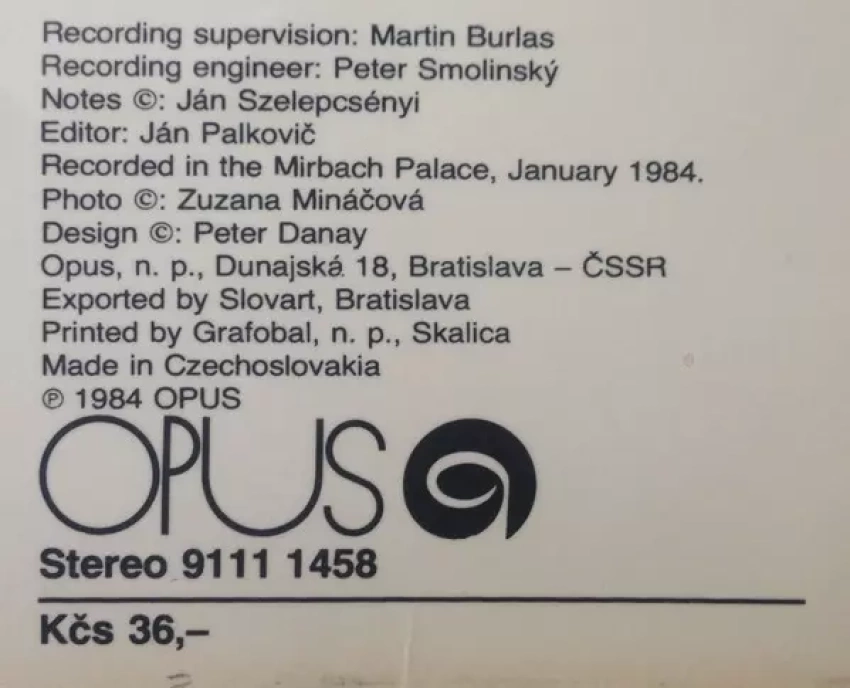 Recording supervision: Martin Burlas
Recording engineer: Peter Smolinský
Notes ©: Ján Szelepcsényi
Editor: Ján Palkovič
Recorded in the Mirbach Palace, January 1984.
Photo ©: Zuzana Mináčová
Design ©: Peter Danay
Opus, n. p., Dunajská 18, Bratislava – ČSSR
Exported by Slovart, Bratislava
Printed by Grafobal, n. p., Skalica
Made in Czechoslovakia
℗ 1984 OPUS
OPUS
Stereo 9111 1458
Kčs 36,–